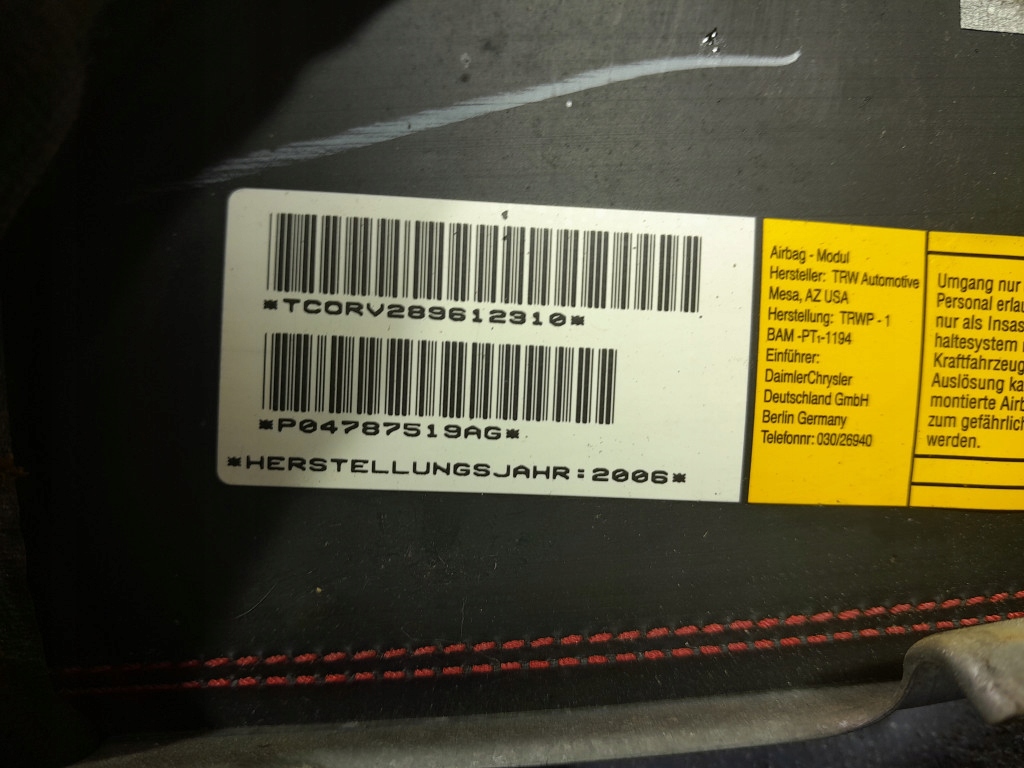 *TCORV289612310*
*P04787519AG*
*HERSTELLUNGSJAHR:2006*
Airbag - Modul
Hersteller: TRW Automotive
Mesa, AZ USA
Herstellung: TRWP - 1
BAM -PT1-1194
Einführer:
DaimlerChrysler
Deutschland GmbH
Berlin Germany
Telefonnr: 030/26940
Umgang nur
Personal erlau
nur als Insas
haltesystem
Kraftfahrzeug
Auslösung ka
montierte Airb
zum gefährlich
werden.